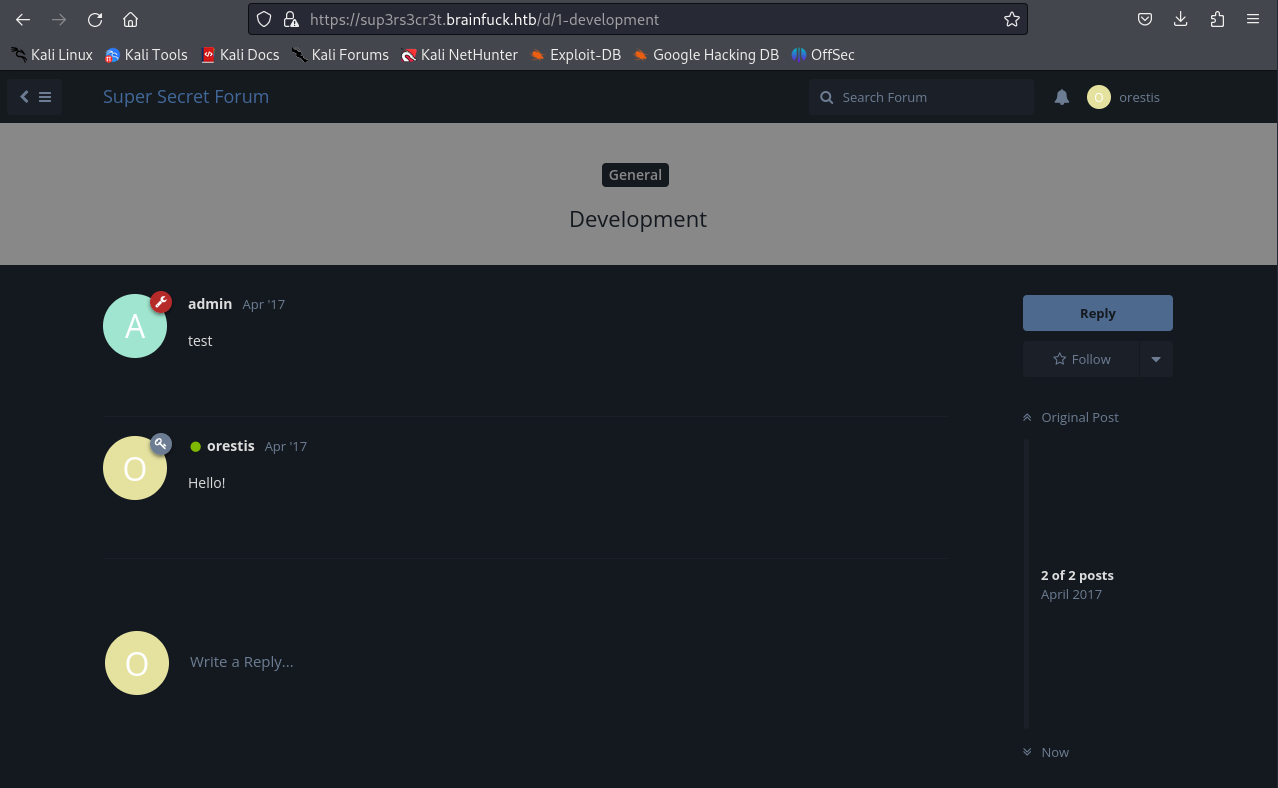 https://sup3rs3cr3t.brainfuck.htb/d/1-development
Kali Linux Kali Tools Kali Docs Kali Forums Kali NetHunter Exploit-DB Google Hacking DB OffSec
Super Secret Forum Search Forum O orestis
General
Development
A admin Apr '17
test
O orestis Apr '17
Hello!
O Write a Reply...
Reply
Follow
Original Post
2 of 2 posts
April 2017
Now